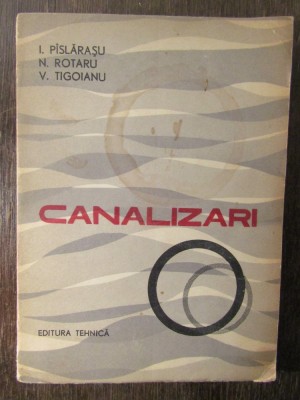 I. PÎSLĂRAȘU
N. ROTARU
V. TIGOIANU
CANALIZARI
EDITURA TEHNICĂ